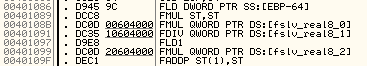 00401086 . D945 9C FLD DWORD PTR SS:[EBP-64]
00401089 . DCC8 FMUL ST,ST
0040108B . DC0D 00604000 FMUL QWORD PTR DS:[fslv_real8_0]
00401091 . DC35 10604000 FDIV QWORD PTR DS:[fslv_real8_1]
00401097 . D9E8 FLD1
00401099 . DC0D 20604000 FMUL QWORD PTR DS:[fslv_real8_2]
0040109F . DEC1 FADDP ST(1),ST